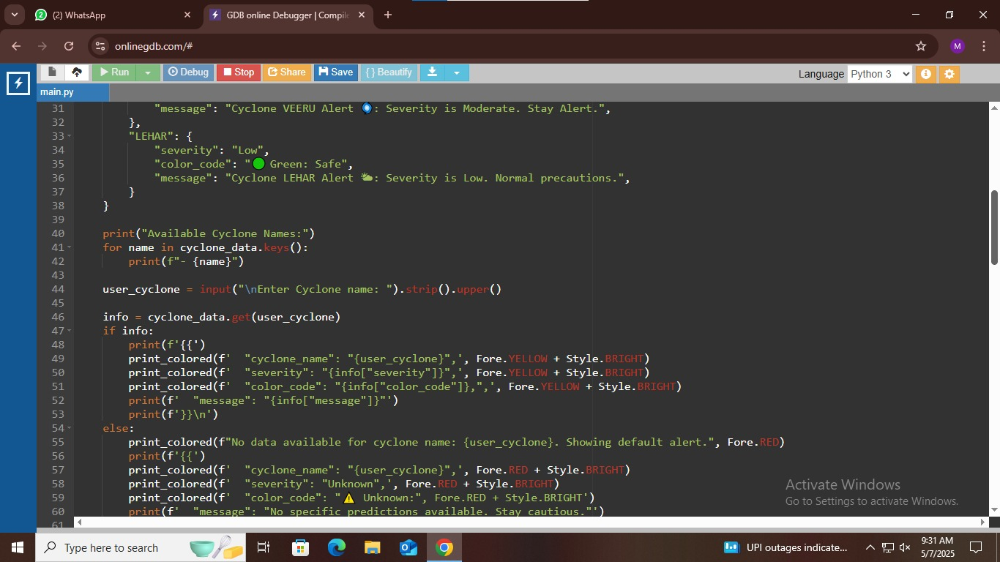 (2) WhatsApp
GDB online Debugger | Compile
onlinegdb.com/#
M
Run Debug Stop Share Save { } Beautify
Language Python 3
main.py
31 "message": "Cyclone VEERU Alert 🌀: Severity is Moderate. Stay Alert.",
32 },
33 "LEHAR": {
34 "severity": "Low",
35 "color_code": "🟢 Green: Safe",
36 "message": "Cyclone LEHAR Alert 🌥: Severity is Low. Normal precautions.",
37 }
38 }
39
40 print("Available Cyclone Names:")
41 for name in cyclone_data.keys():
42 print(f"- {name}")
43
44 user_cyclone = input("\nEnter Cyclone name: ").strip().upper()
45
46 info = cyclone_data.get(user_cyclone)
47 if info:
48 print(f'{{')
49 print_colored(f'  "cyclone_name": "{user_cyclone}",', Fore.YELLOW + Style.BRIGHT)
50 print_colored(f'  "severity": "{info["severity"]}",', Fore.YELLOW + Style.BRIGHT)
51 print_colored(f'  "color_code": "{info["color_code"]},",', Fore.YELLOW + Style.BRIGHT)
52 print(f'  "message": "{info["message"]}"')
53 print(f'}}\n')
54 else:
55 print_colored(f"No data available for cyclone name: {user_cyclone}. Showing default alert.", Fore.RED)
56 print(f'{{')
57 print_colored(f'  "cyclone_name": "{user_cyclone}",', Fore.RED + Style.BRIGHT)
58 print_colored(f'  "severity": "Unknown",', Fore.RED + Style.BRIGHT)
59 print_colored(f'  "color_code": "⚠ Unknown:", Fore.RED + Style.BRIGHT')
60 print(f'  "message": "No specific predictions available. Stay cautious."')
61
Activate Windows
Go to Settings to activate Windows.
Type here to search
UPI outages indicate...
9:31 AM
5/7/2025